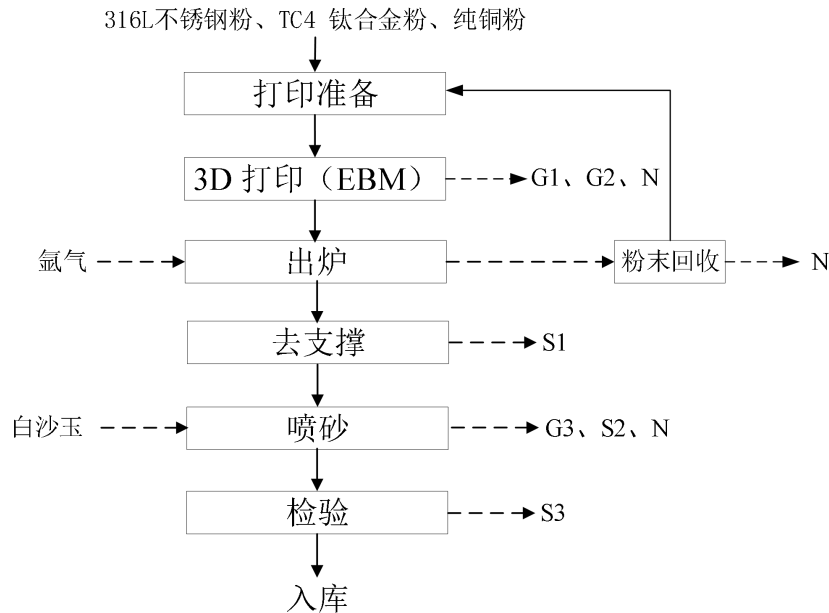 316L不锈钢粉、TC4 钛合金粉、纯铜粉
打印准备
3D 打印（EBM）
G1、G2、N
氩气
出炉
粉末回收
N
去支撑
S1
白沙玉
喷砂
G3、S2、N
检验
S3
入库